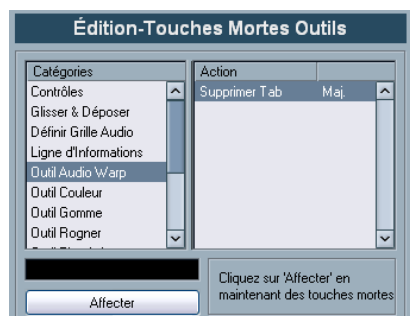 Édition-Touches Mortes Outils
Catégories
Action
Contrôles
Supprimer Tab
Maj.
Glisser & Déposer
Définir Grille Audio
Ligne d'Informations
Outil Audio Warp
Outil Couleur
Outil Gomme
Outil Rogner
Cliquez sur 'Affecter' en
maintenant des touches mortes
Affecter